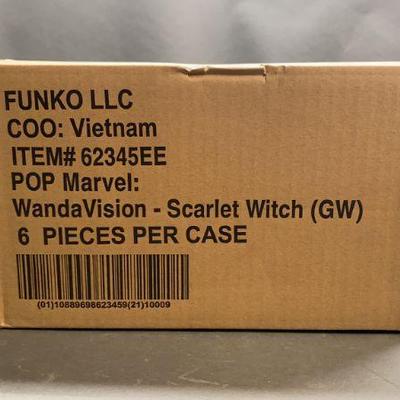 FUNKO LLC
COO: Vietnam
ITEM# 62345EE
POP Marvel:
WandaVision - Scarlet Witch (GW)
6 PIECES PER CASE
(01)10889698623459(21)10009